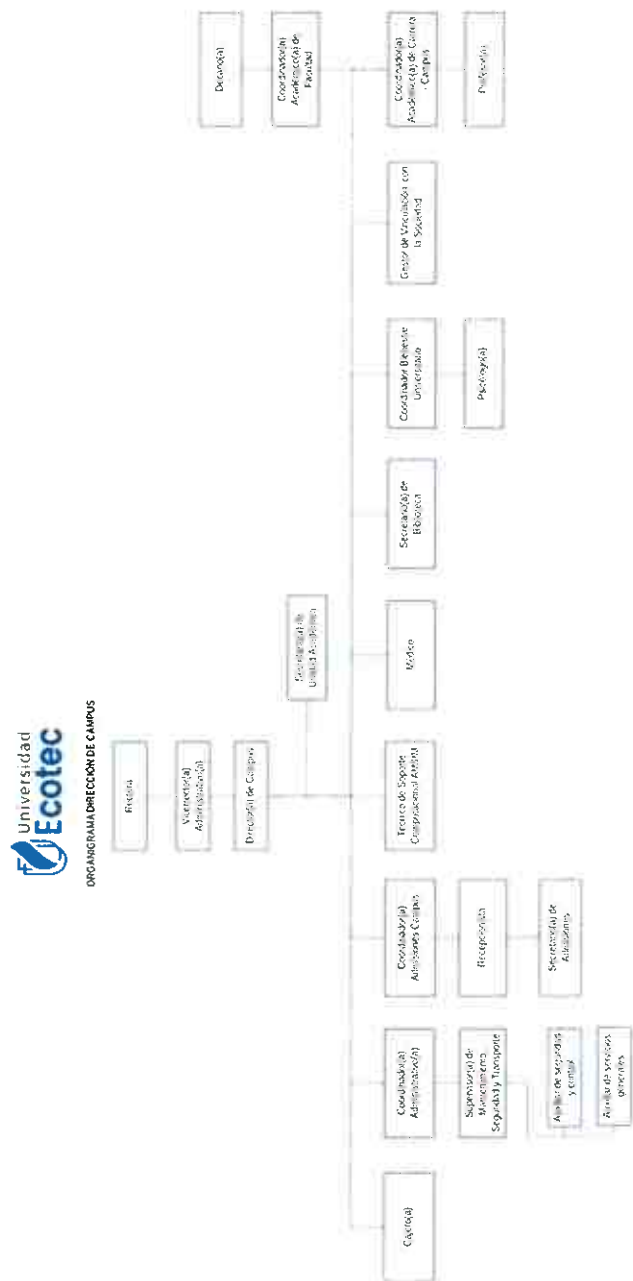 Universidad
Ecotec
ORGANIGRAMA DIRECCIÓN DE CAMPUS
Rectora
Vicerrector(a)
Administrativo(a)
Director(a) de Campus
Secretario(a) de
Unidad Académica
Decano(a)
Coordinador(a)
Académico(a) de
Facultad
Cajero(a)
Coordinador(a)
Administrativo(a)
Supervisor(a) de
Mantenimiento
Seguridad y Transporte
Auxiliar de seguridad
y control
Auxiliar de servicios
generales
Coordinador(a)
Admisiones Campus
Recepcionista
Secretario(a) de
Admisiones
Técnico de Soporte
Computacional
Médico
Secretario(a) de
Biblioteca
Coordinador Bienestar
Universitario
Psicólogo(a)
Gestor de Vinculación con
la Sociedad
Coordinador(a)
Académico(a) de Carrera
- Campus
Profesor(a)